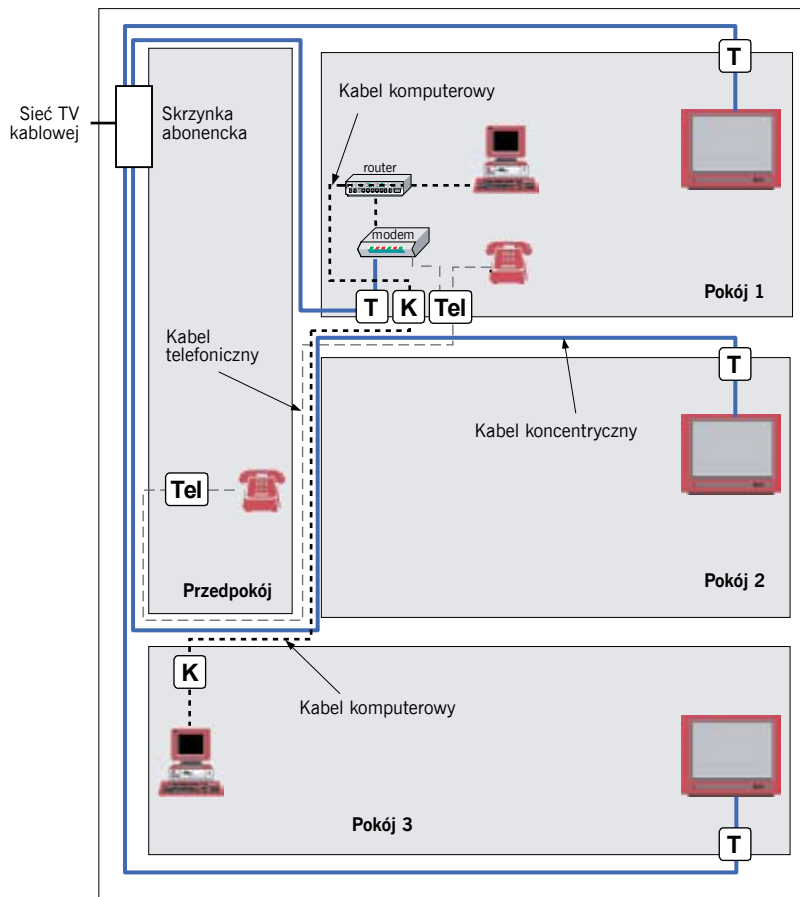 T
Kabel komputerowy
Sieć TV
kablowej
Skrzynka
abonencka
router
modem
Pokój 1
T
K
Tel
Kabel
telefoniczny
T
Kabel koncentryczny
Tel
Przedpokój
Pokój 2
K
Kabel komputerowy
Pokój 3
T